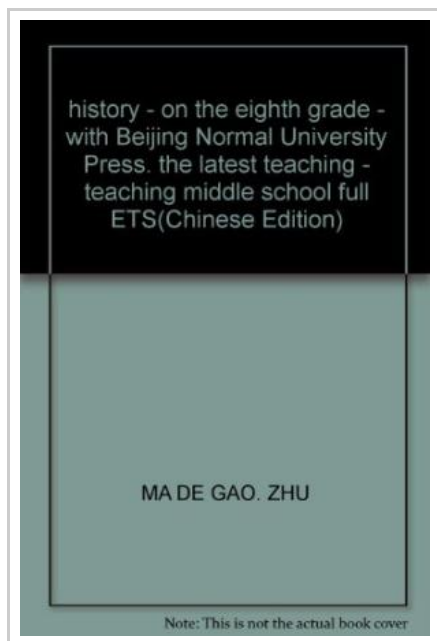 history - on the eighth grade -
with Beijing Normal University
Press. the latest teaching -
teaching middle school full
ETS(Chinese Edition)
MA DE GAO. ZHU
Note: This is not the actual book cover